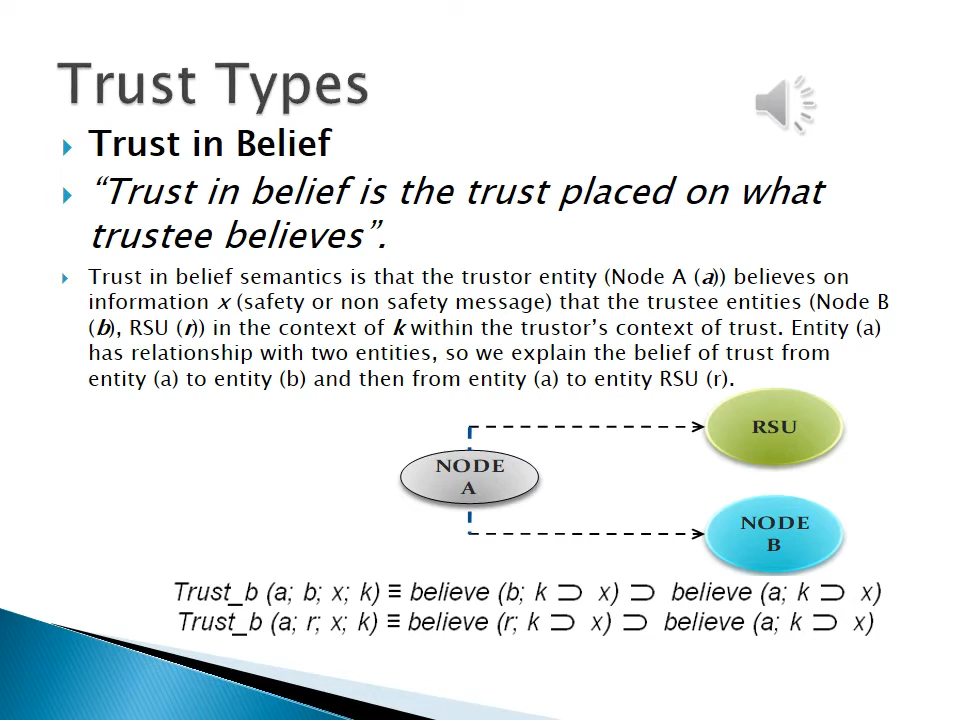 Trust Types
Trust in Belief
“Trust in belief is the trust placed on what
trustee believes”.
Trust in belief semantics is that the trustor entity (Node A (a)) believes on
information x (safety or non safety message) that the trustee entities (Node B
(b), RSU (r)) in the context of k within the trustor’s context of trust. Entity (a)
has relationship with two entities, so we explain the belief of trust from
entity (a) to entity (b) and then from entity (a) to entity RSU (r).
RSU
NODE
A
NODE
B
Trust_b (a; b; x; k) ≡ believe (b; k ⊃ x) ⊃ believe (a; k ⊃ x)
Trust_b (a; r; x; k) ≡ believe (r; k ⊃ x) ⊃ believe (a; k ⊃ x)